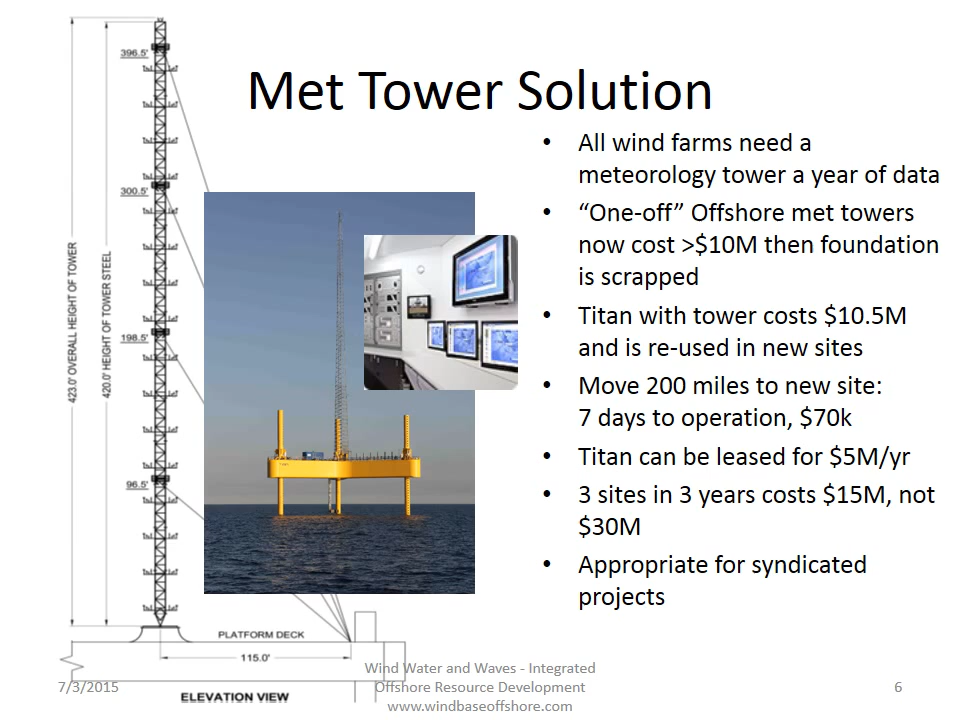 Met Tower Solution
• All wind farms need a
meteorology tower a year of data
• “One-off” Offshore met towers
now cost >$10M then foundation
is scrapped
• Titan with tower costs $10.5M
and is re-used in new sites
• Move 200 miles to new site:
7 days to operation, $70k
• Titan can be leased for $5M/yr
• 3 sites in 3 years costs $15M, not
$30M
• Appropriate for syndicated
projects
396.5'
300.5'
198.5'
96.5'
423.0' OVERALL HEIGHT OF TOWER
420.0' HEIGHT OF TOWER STEEL
PLATFORM DECK
115.0'
ELEVATION VIEW
7/3/2015
Wind Water and Waves - Integrated
Offshore Resource Development
www.windbaseoffshore.com
6